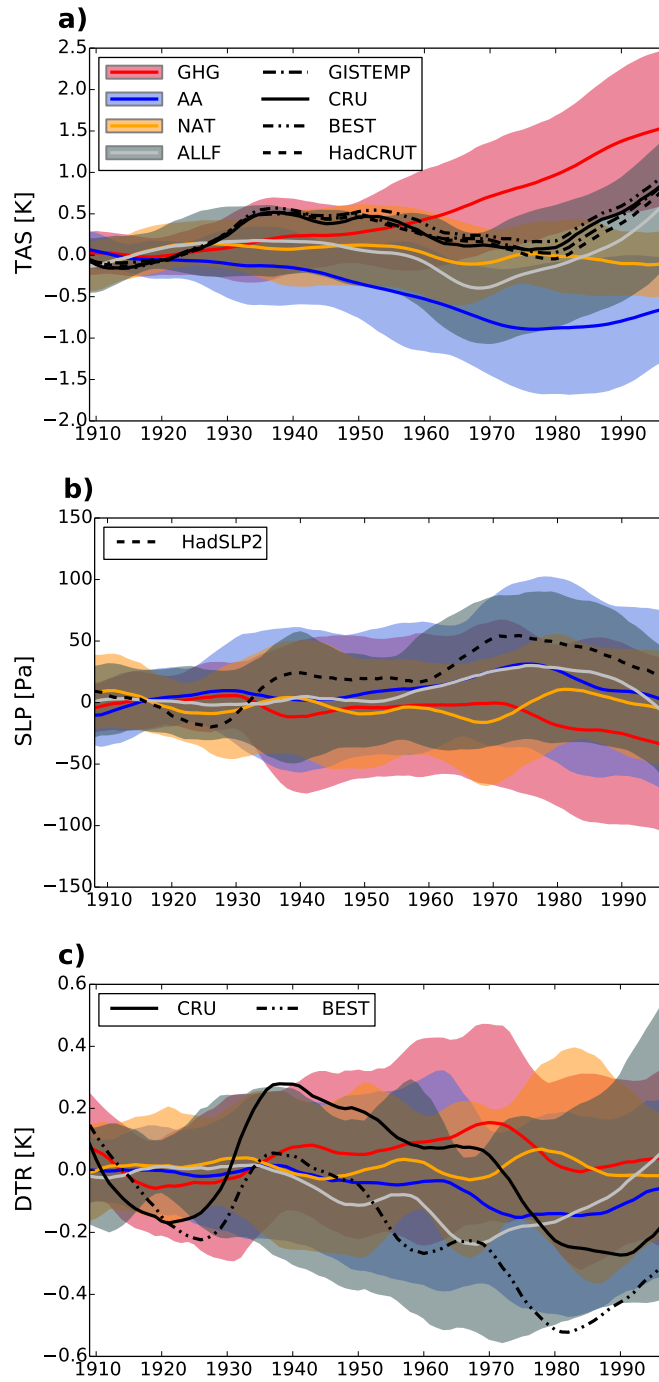 a)
TAS [K]
2.5
2.0
1.5
1.0
0.5
0.0
−0.5
−1.0
−1.5
−2.0
GHG GISTEMP
AA CRU
NAT BEST
ALLF HadCRUT
1910 1920 1930 1940 1950 1960 1970 1980 1990
b)
SLP [Pa]
150
100
50
0
−50
−100
−150
HadSLP2
1910 1920 1930 1940 1950 1960 1970 1980 1990
c)
DTR [K]
0.6
0.4
0.2
0.0
−0.2
−0.4
−0.6
CRU BEST
1910 1920 1930 1940 1950 1960 1970 1980 1990